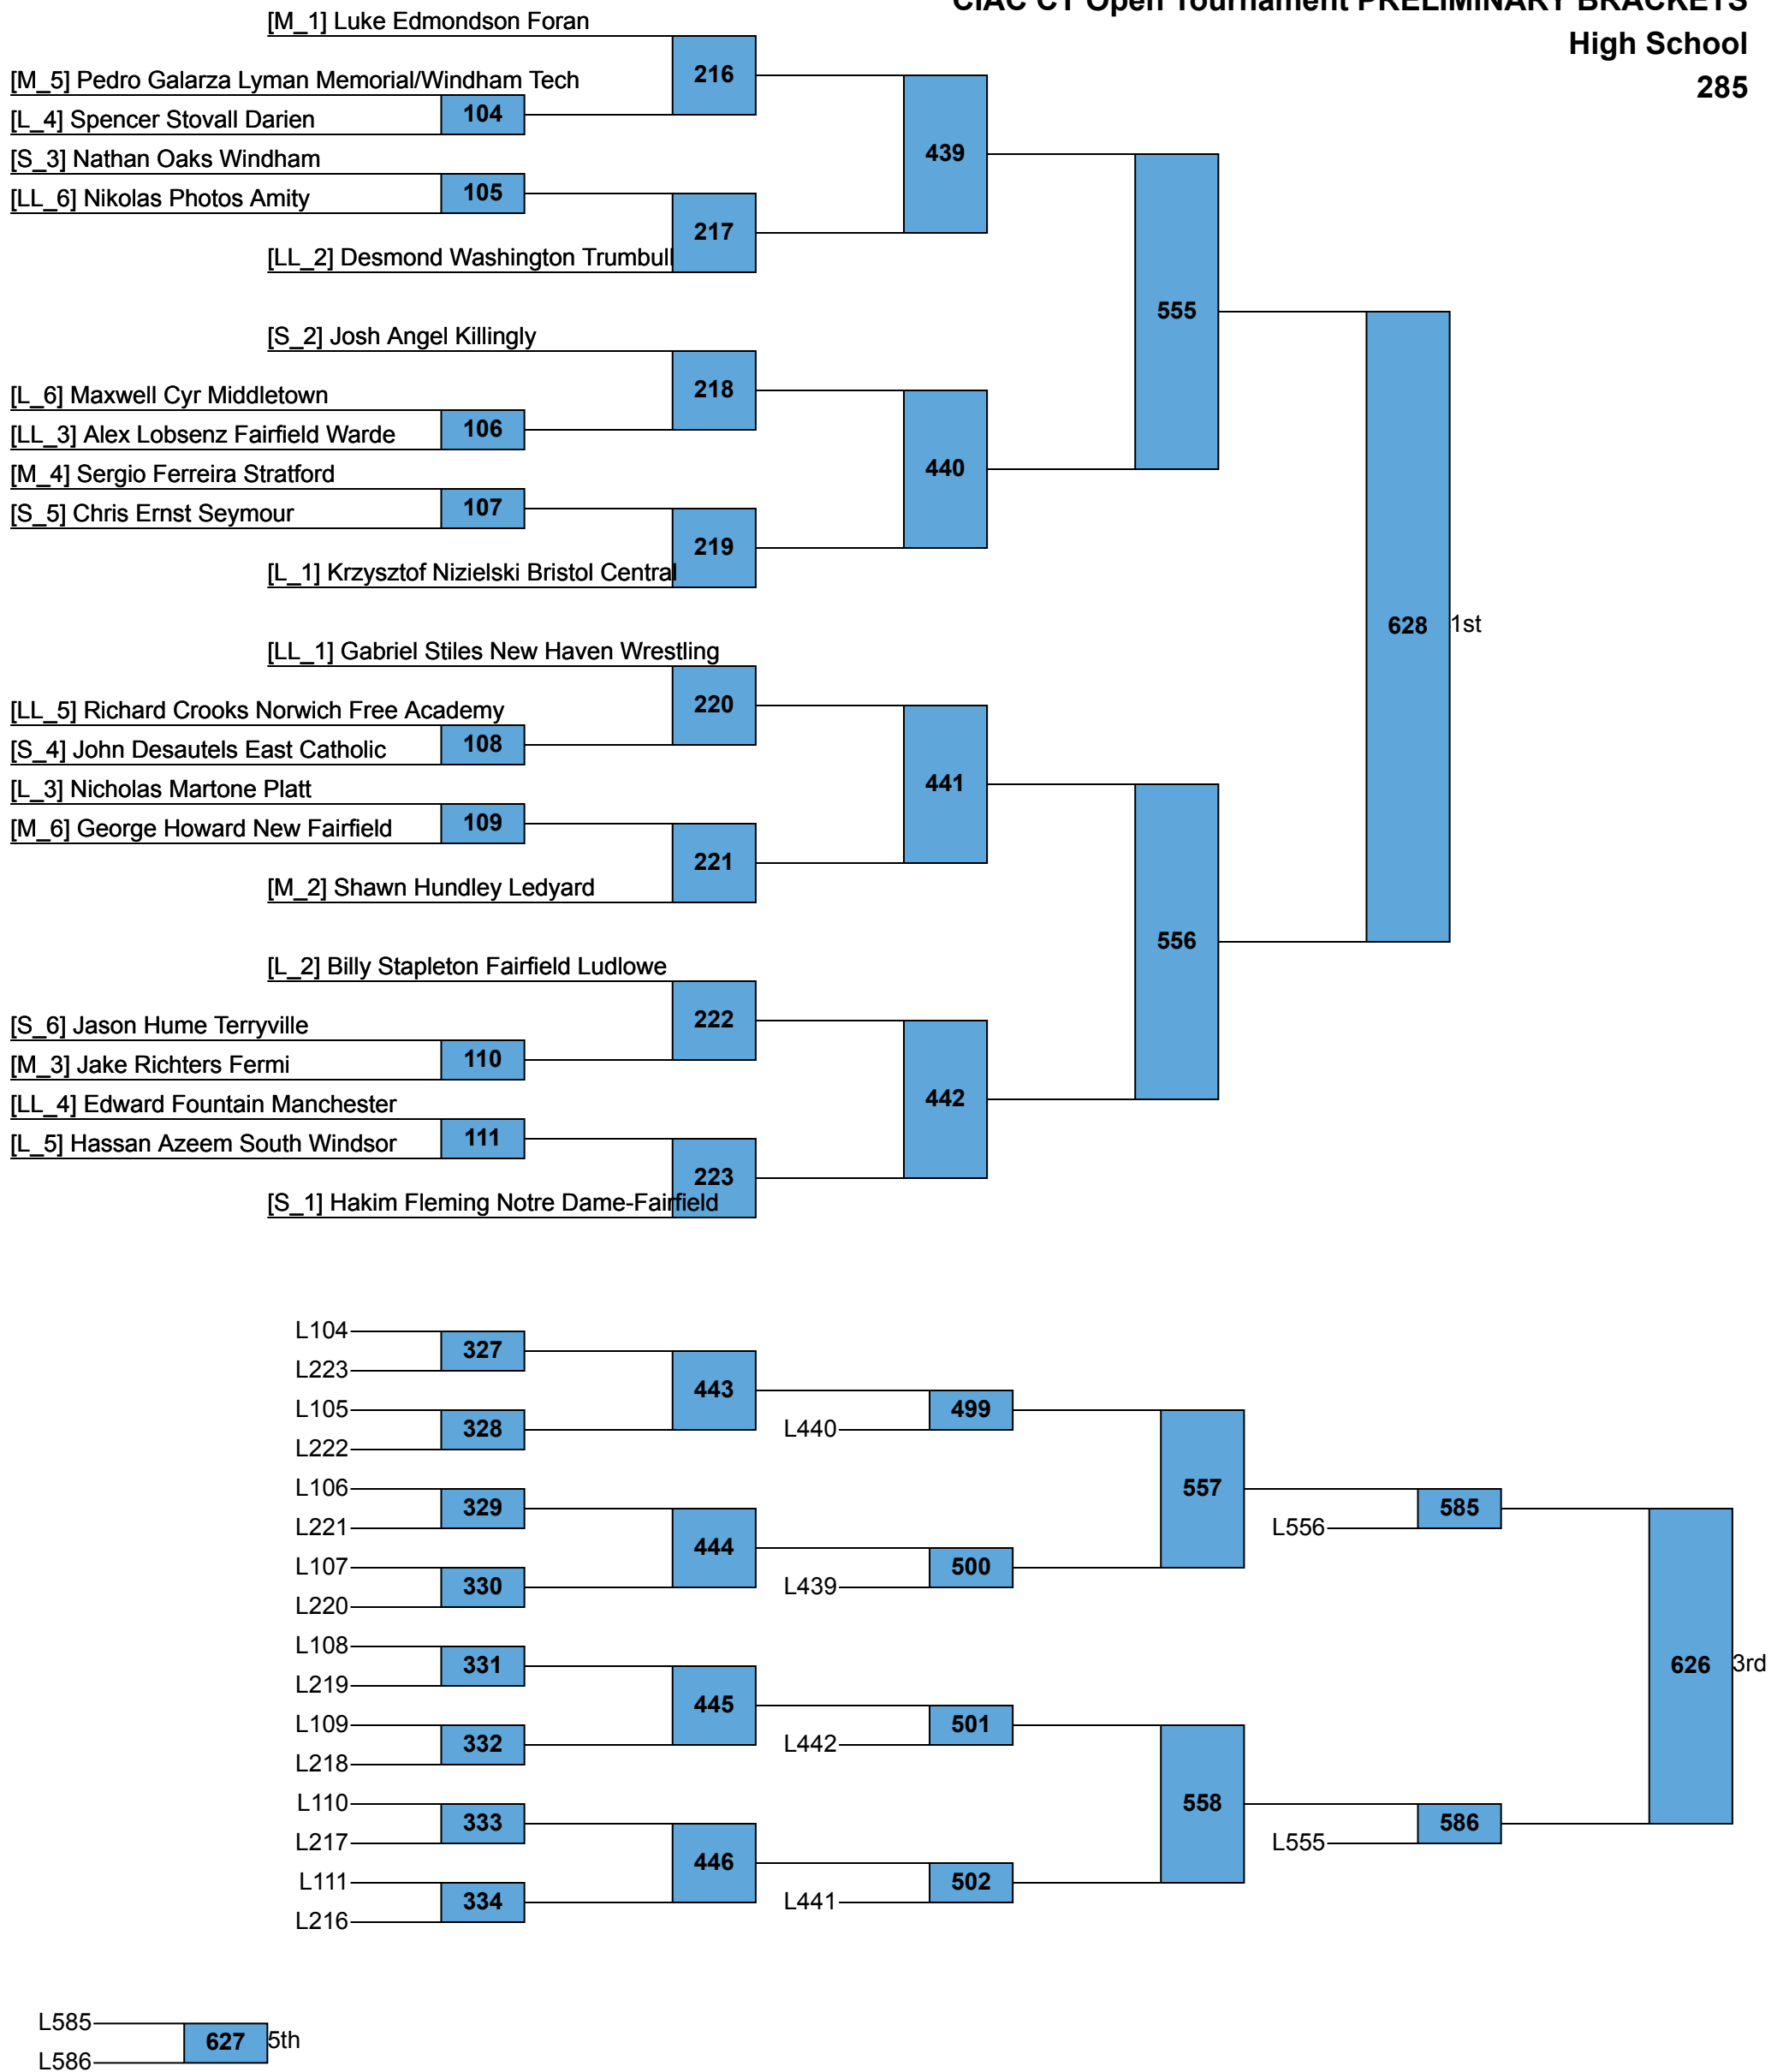 CIAC CT Open Tournament PRELIMINARY BRACKETS
High School
285
[M_1] Luke Edmondson Foran
216
[M_5] Pedro Galarza Lyman Memorial/Windham Tech
104
[L_4] Spencer Stovall Darien
439
[S_3] Nathan Oaks Windham
105
[LL_6] Nikolas Photos Amity
217
[LL_2] Desmond Washington Trumbull
555
[S_2] Josh Angel Killingly
218
[L_6] Maxwell Cyr Middletown
106
[LL_3] Alex Lobsenz Fairfield Warde
440
[M_4] Sergio Ferreira Stratford
107
[S_5] Chris Ernst Seymour
219
[L_1] Krzysztof Nizielski Bristol Central
628 1st
[LL_1] Gabriel Stiles New Haven Wrestling
220
[LL_5] Richard Crooks Norwich Free Academy
108
[S_4] John Desautels East Catholic
441
[L_3] Nicholas Martone Platt
109
[M_6] George Howard New Fairfield
221
[M_2] Shawn Hundley Ledyard
556
[L_2] Billy Stapleton Fairfield Ludlowe
222
[S_6] Jason Hume Terryville
110
[M_3] Jake Richters Fermi
442
[LL_4] Edward Fountain Manchester
111
[L_5] Hassan Azeem South Windsor
223
[S_1] Hakim Fleming Notre Dame-Fairfield
L104
327
L223
443
L105
499
328
L440
L222
L106
557
329
585
L221
L556
444
L107
500
330
L439
L220
L108
331
626 3rd
L219
445
L109
501
332
L442
L218
L110
558
333
586
L217
L555
446
L111
502
334
L441
L216
L585
627 5th
L586